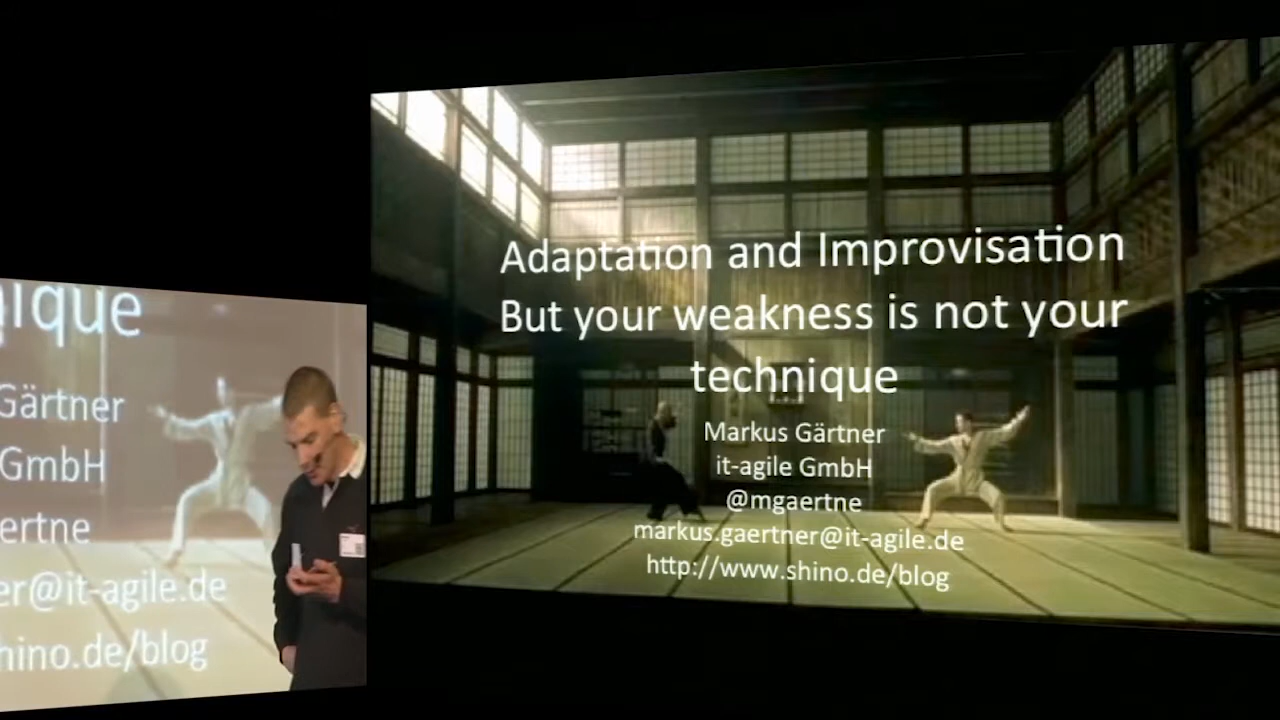 Adaptation and Improvisation
But your weakness is not your
technique
Markus Gärtner
it-agile GmbH
@mgaertne
markus.gaertner@it-agile.de
http://www.shino.de/blog
nique
Gärtner
GmbH
ertne
er@it-agile.de
hino.de/blog